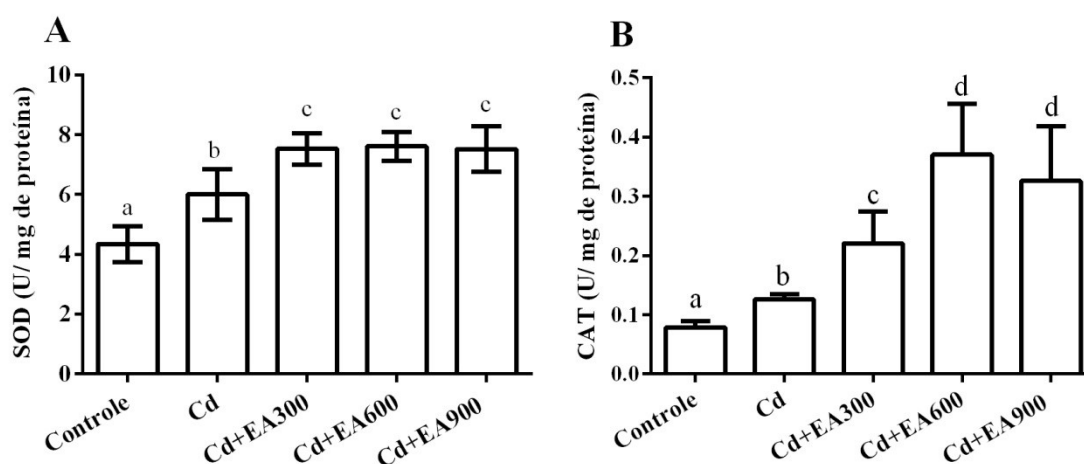 A
SOD (U/ mg de proteína)
10
8
6
4
2
0
a
b
c
c
c
Controle
Cd
Cd+EA300
Cd+EA600
Cd+EA900
B
CAT (U/ mg de proteína)
0.5
0.4
0.3
0.2
0.1
0.0
a
b
c
d
d
Controle
Cd
Cd+EA300
Cd+EA600
Cd+EA900